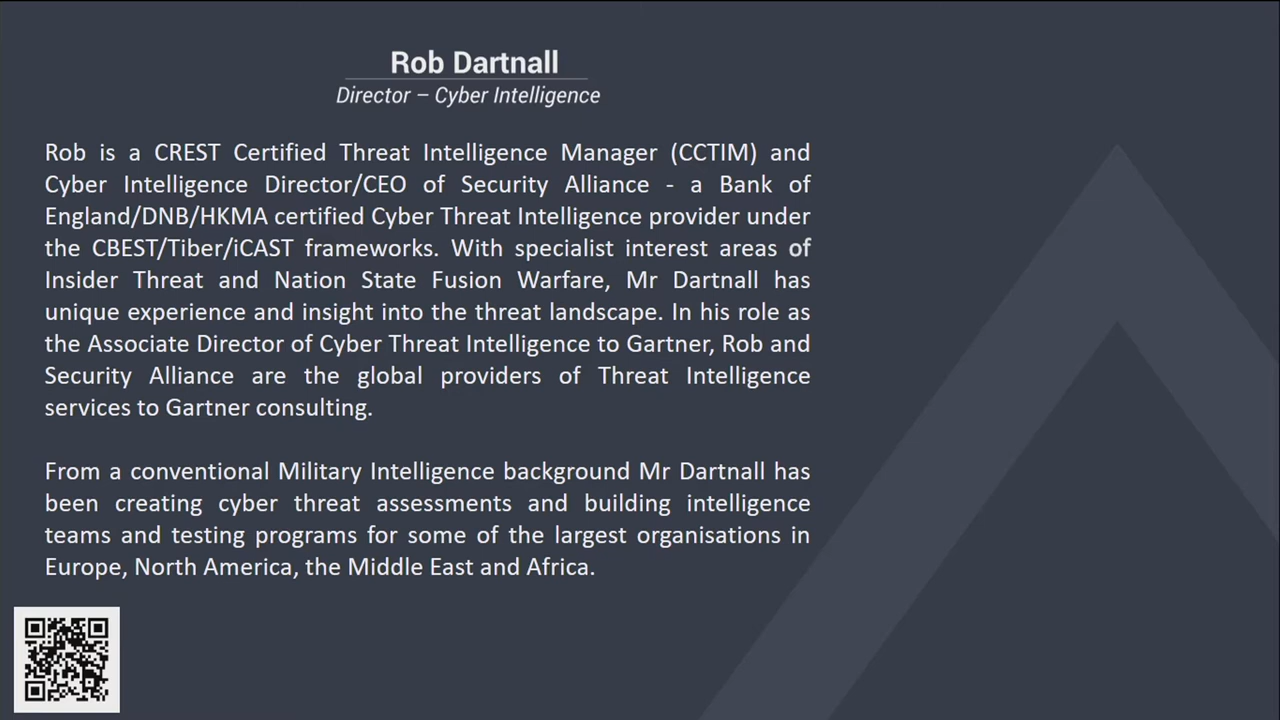 Rob Dartnall
Director – Cyber Intelligence
Rob is a CREST Certified Threat Intelligence Manager (CCTIM) and
Cyber Intelligence Director/CEO of Security Alliance - a Bank of
England/DNB/HKMA certified Cyber Threat Intelligence provider under
the CBEST/Tiber/iCAST frameworks. With specialist interest areas of
Insider Threat and Nation State Fusion Warfare, Mr Dartnall has
unique experience and insight into the threat landscape. In his role as
the Associate Director of Cyber Threat Intelligence to Gartner, Rob and
Security Alliance are the global providers of Threat Intelligence
services to Gartner consulting.
From a conventional Military Intelligence background Mr Dartnall has
been creating cyber threat assessments and building intelligence
teams and testing programs for some of the largest organisations in
Europe, North America, the Middle East and Africa.